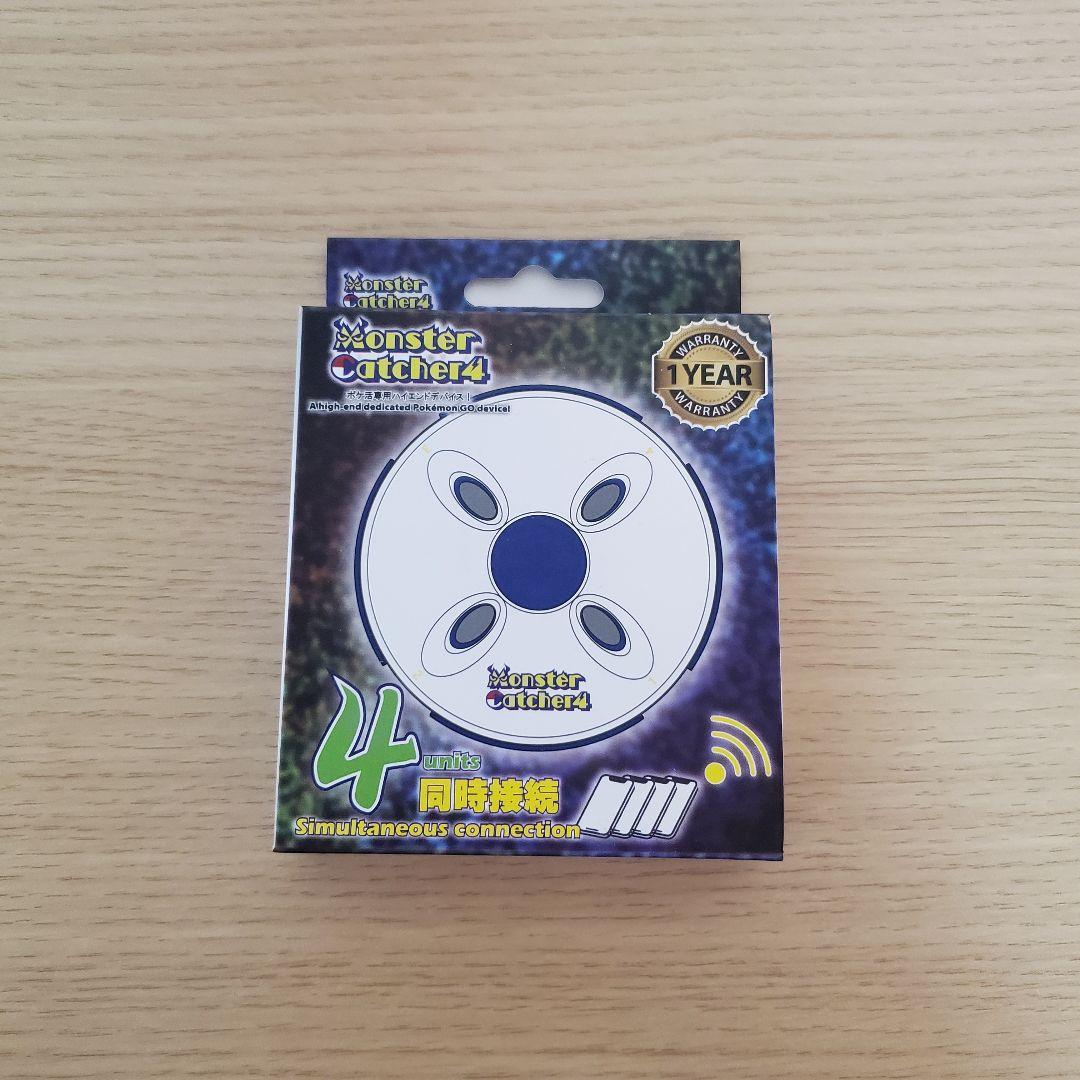 Monster
Catcher4
Monster
Catcher4
ポケ活専用ハイエンドデバイス!
A high-end dedicated Pokémon GO device!
WARRANTY
1 YEAR
WARRANTY
Monster
Catcher4
4 units
同時接続
Simultaneous connection